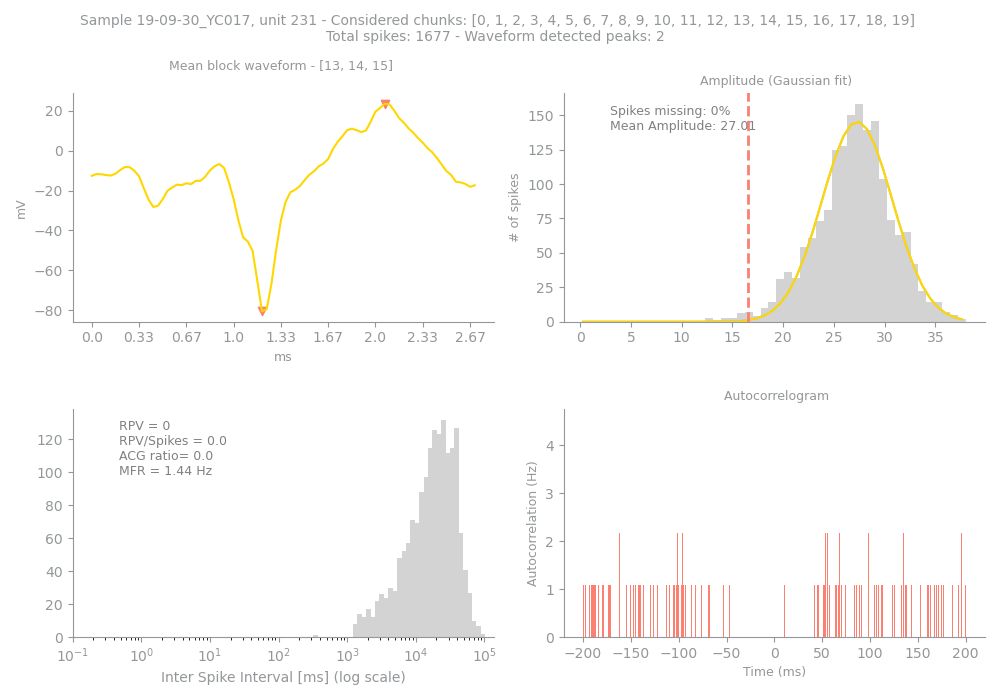 Sample 19-09-30_YC017, unit 231 - Considered chunks: [0, 1, 2, 3, 4, 5, 6, 7, 8, 9, 10, 11, 12, 13, 14, 15, 16, 17, 18, 19]
Total spikes: 1677 - Waveform detected peaks: 2
Mean block waveform - [13, 14, 15]
20
0
−20
−40
−60
−80
mV
0.0 0.33 0.67 1.0 1.33 1.67 2.0 2.33 2.67
ms
Amplitude (Gaussian fit)
Spikes missing: 0%
Mean Amplitude: 27.01
150
125
100
75
50
25
0
# of spikes
0 5 10 15 20 25 30 35
RPV = 0
RPV/Spikes = 0.0
ACG ratio= 0.0
MFR = 1.44 Hz
120
100
80
60
40
20
0
10⁻¹ 10⁰ 10¹ 10² 10³ 10⁴ 10⁵
Inter Spike Interval [ms] (log scale)
Autocorrelogram
4
3
2
1
0
Autocorrelation (Hz)
−200 −150 −100 −50 0 50 100 150 200
Time (ms)